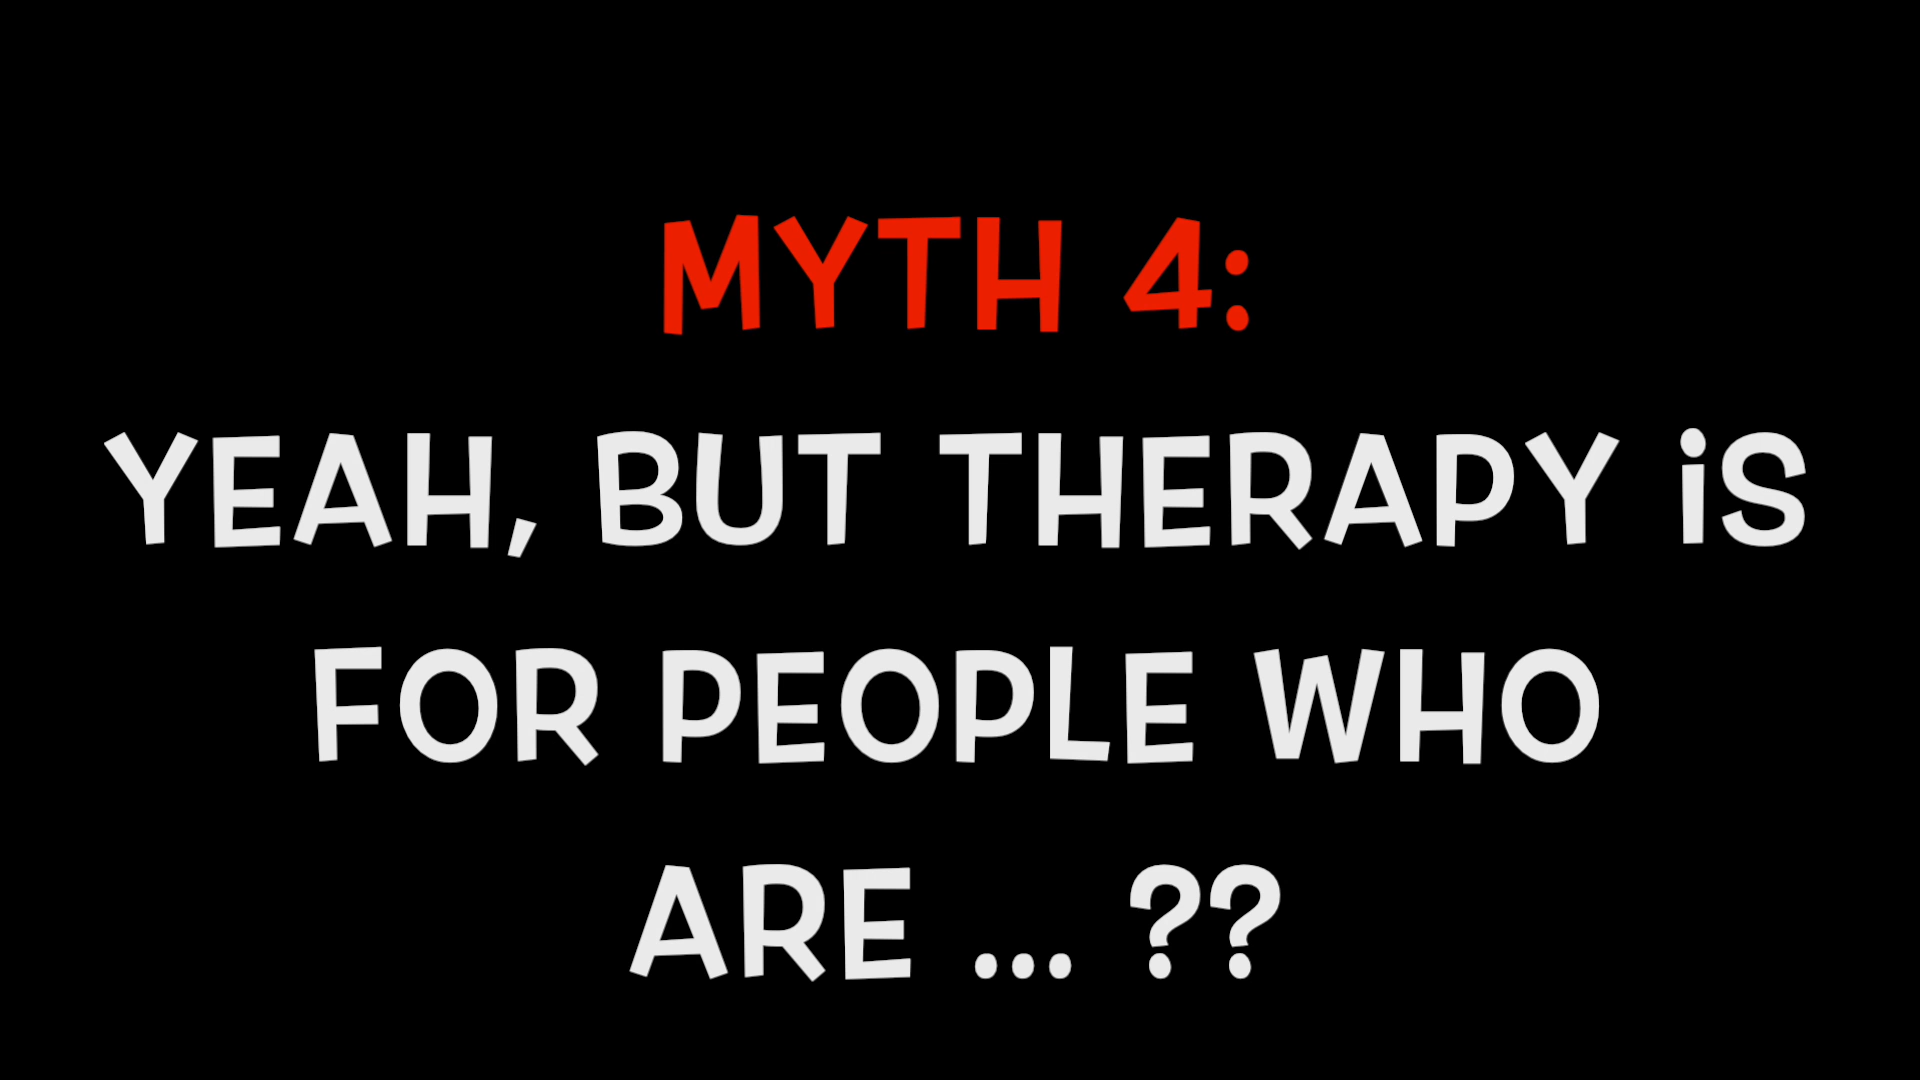 MYTH 4:
YEAH, BUT THERAPY iS
FOR PEOPLE WHO
ARE ... ??